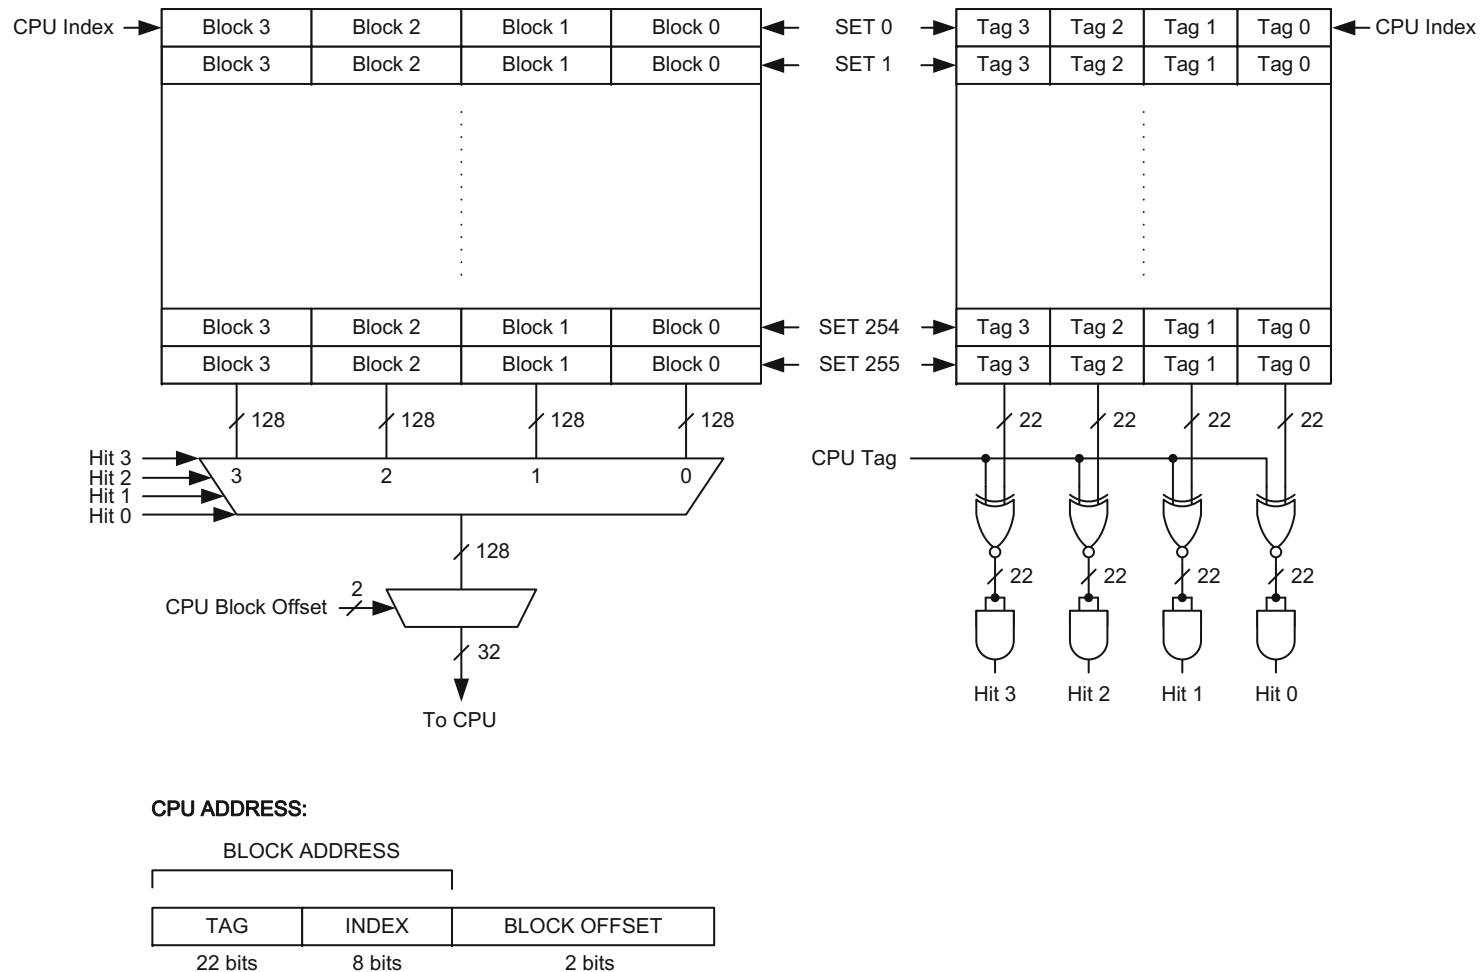 CPU Index Block 3 Block 2 Block 1 Block 0 SET 0 Tag 3 Tag 2 Tag 1 Tag 0 CPU Index
Block 3 Block 2 Block 1 Block 0 SET 1 Tag 3 Tag 2 Tag 1 Tag 0
Block 3 Block 2 Block 1 Block 0 SET 254 Tag 3 Tag 2 Tag 1 Tag 0
Block 3 Block 2 Block 1 Block 0 SET 255 Tag 3 Tag 2 Tag 1 Tag 0
128 128 128 128 22 22 22 22
Hit 3 CPU Tag
Hit 2 3 2 1 0
Hit 1
Hit 0
128 22 22 22 22
2
CPU Block Offset
32
Hit 3 Hit 2 Hit 1 Hit 0
To CPU
CPU ADDRESS:
BLOCK ADDRESS
TAG INDEX BLOCK OFFSET
22 bits 8 bits 2 bits